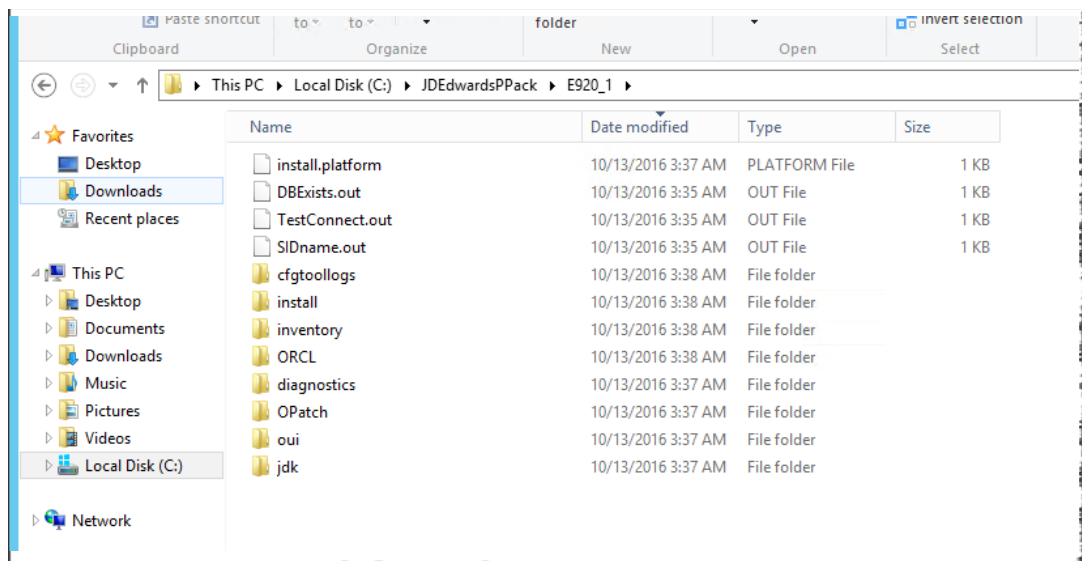 Paste shortcut to to folder Invert selection
Clipboard Organize New Open Select
This PC Local Disk (C:) JDEdwardsPPack E920_1
Name Date modified Type Size
Favorites
Desktop install.platform 10/13/2016 3:37 AM PLATFORM File 1 KB
Downloads DBExists.out 10/13/2016 3:35 AM OUT File 1 KB
Recent places TestConnect.out 10/13/2016 3:35 AM OUT File 1 KB
SIDname.out 10/13/2016 3:35 AM OUT File 1 KB
This PC cfgtoollogs 10/13/2016 3:38 AM File folder
Desktop install 10/13/2016 3:38 AM File folder
Documents inventory 10/13/2016 3:38 AM File folder
Downloads ORCL 10/13/2016 3:38 AM File folder
Music diagnostics 10/13/2016 3:37 AM File folder
Pictures OPatch 10/13/2016 3:37 AM File folder
Videos oui 10/13/2016 3:37 AM File folder
Local Disk (C:) jdk 10/13/2016 3:37 AM File folder
Network